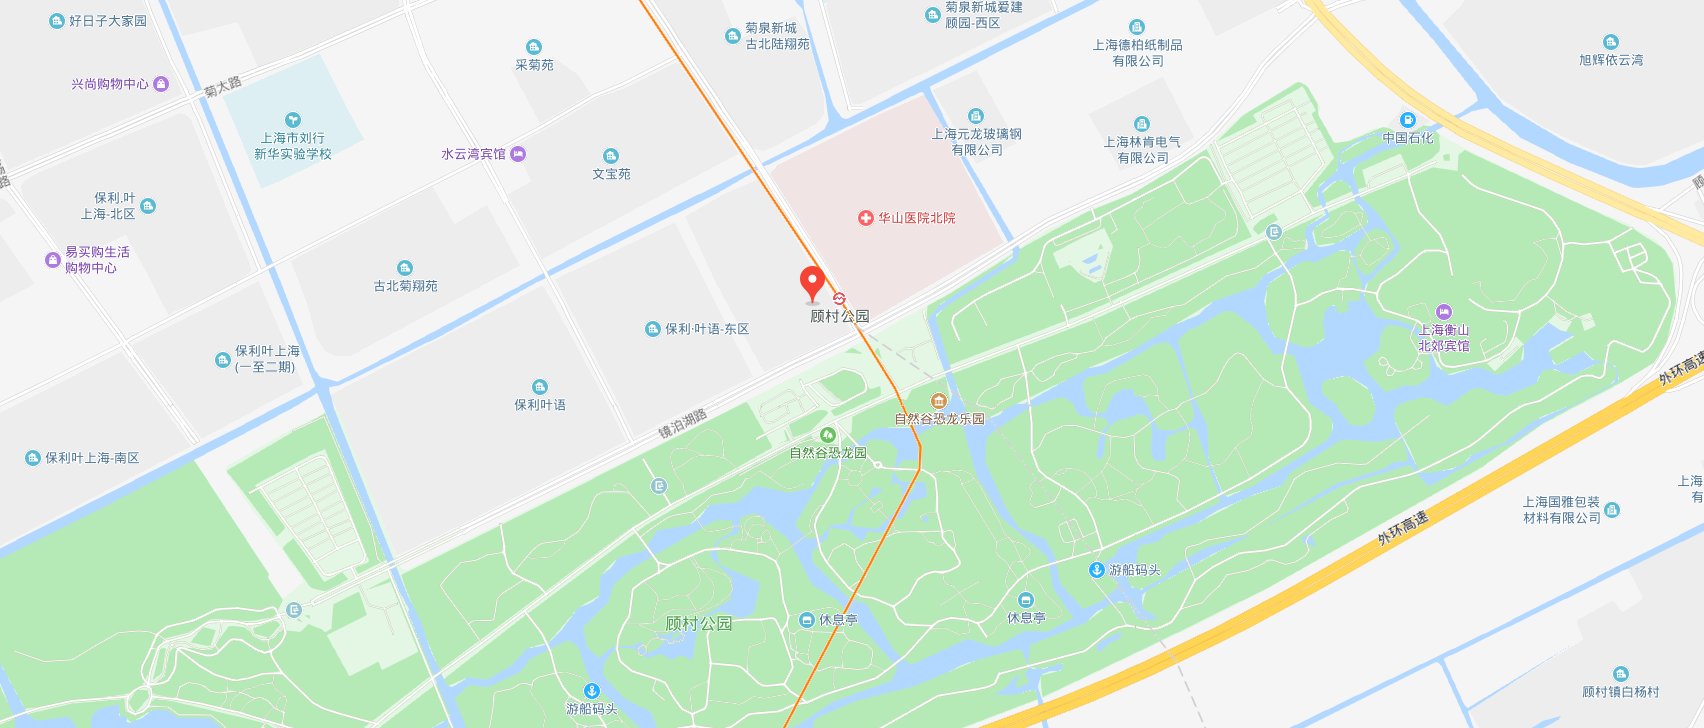 好日子大家园
菊泉新城
古北陆翔苑
菊泉新城爱建
顾园-西区
上海德柏纸制品
有限公司
旭辉依云湾
采菊苑
兴尚购物中心
菊太路
上海市刘行
新华实验学校
水云湾宾馆
文宝苑
上海元龙玻璃钢
有限公司
上海林肯电气
有限公司
中国石化
路
顾
保利.叶
上海-北区
华山医院北院
易买购生活
购物中心
古北菊翔苑
顾村公园
保利·叶语-东区
上海衡山
北郊宾馆
保利叶上海
(一至二期)
外环高速
保利叶语
镜泊湖路
自然谷恐龙乐园
自然谷恐龙园
保利叶上海-南区
上海
有
上海国雅包装
材料有限公司
外环高速
游船码头
顾村公园
休息亭
休息亭
游船码头
顾村镇白杨村